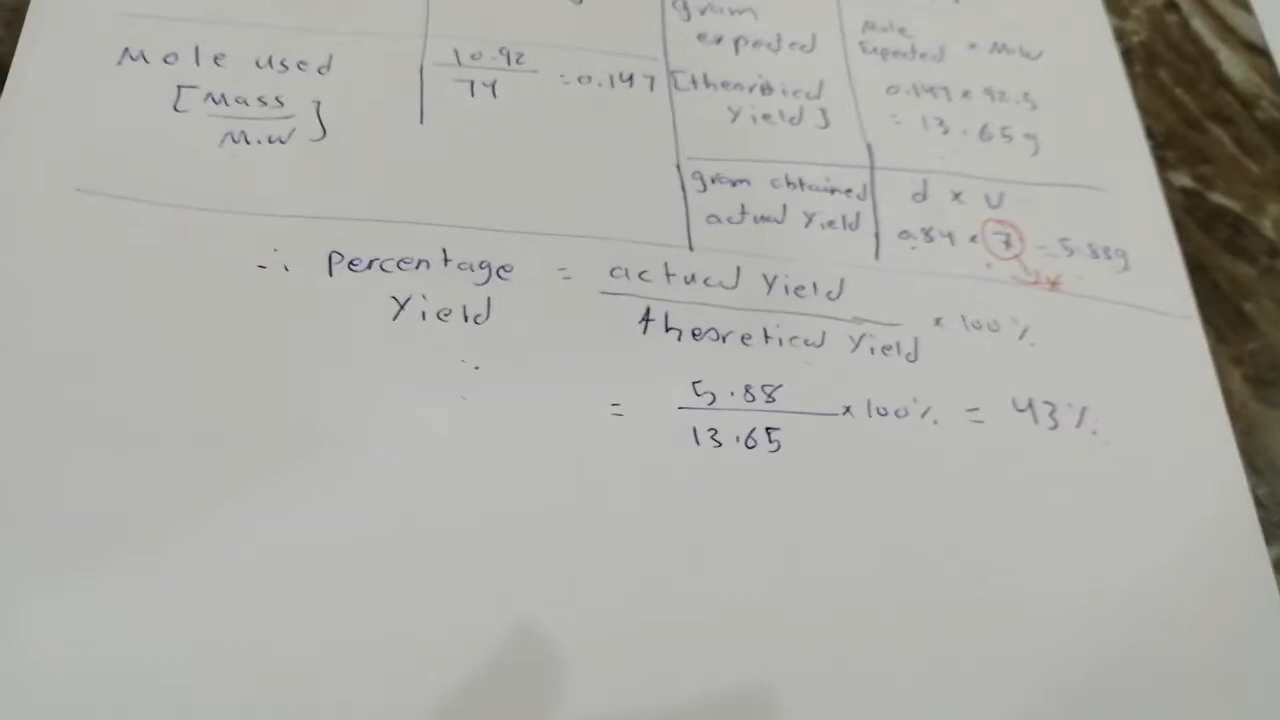 Mole used
[Mass
M.W]
10.92
74
=0.147
gram
expected
[theoritical
Yield]
Mole
Expected × M.W
0.147 × 92.5
= 13.65g
gram obtained
actual Yield
d × V
0.84 × 7 = 5.88g
∴ Percentage
Yield
= actual Yield
theoretical Yield
× 100%
= 5.88
13.65
× 100% = 43%